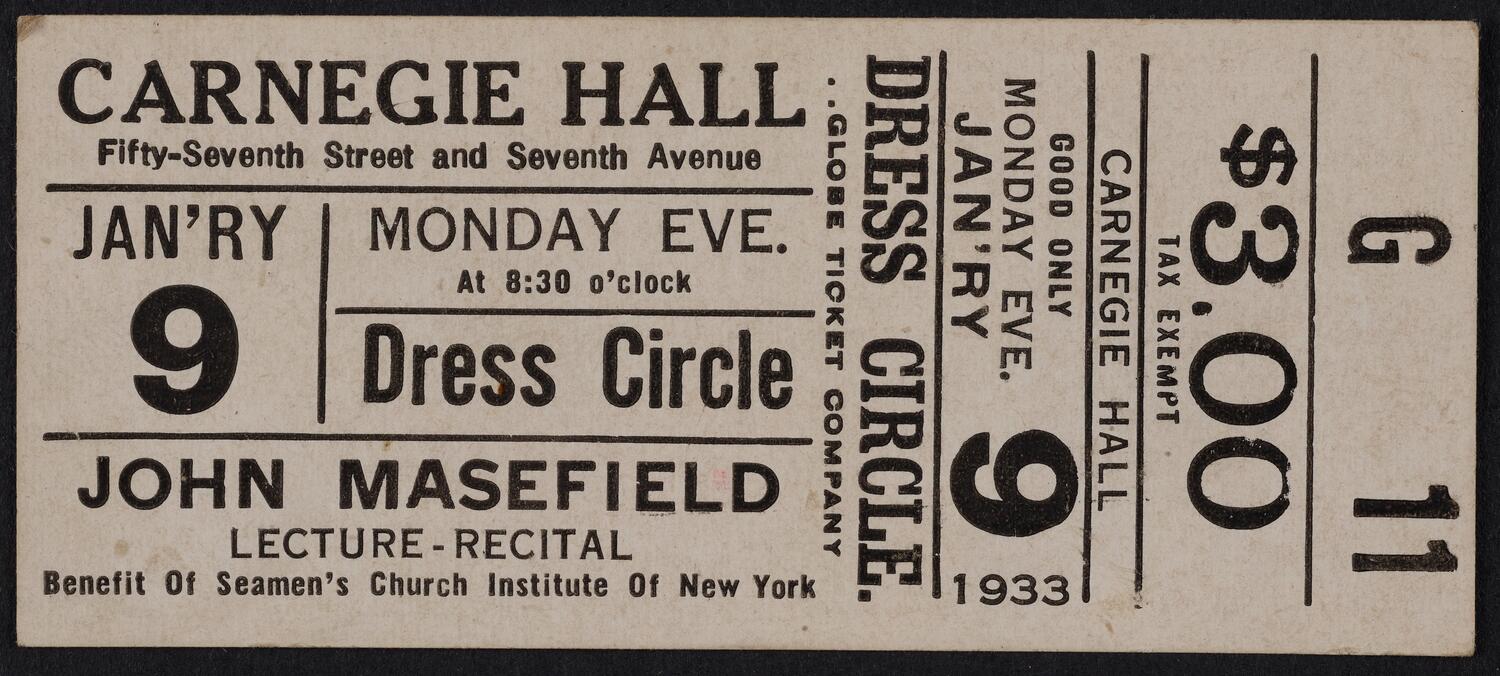 CARNEGIE HALL
Fifty-Seventh Street and Seventh Avenue
JAN'RY
9
MONDAY EVE.
At 8:30 o'clock
Dress Circle
JOHN MASEFIELD
LECTURE-RECITAL
Benefit Of Seamen's Church Institute Of New York
..GLOBE TICKET COMPANY
DRESS CIRCLE.
GOOD ONLY
MONDAY EVE.
JAN'RY
9
1933
CARNEGIE HALL
$3.00
TAX EXEMPT
G 11